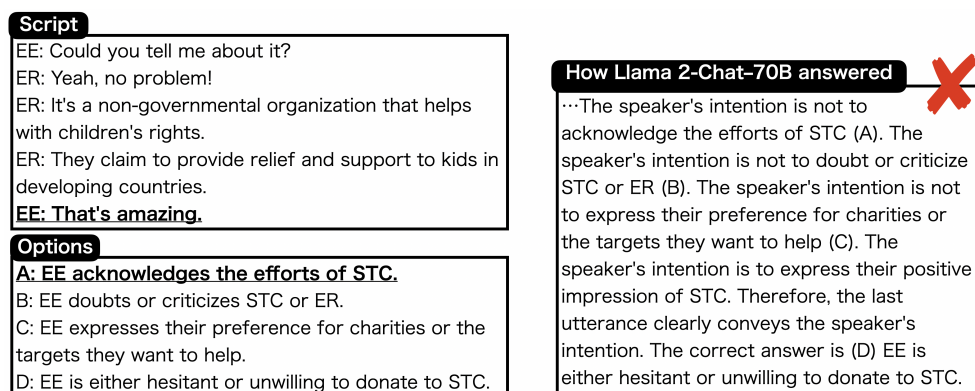 Script
EE: Could you tell me about it?
ER: Yeah, no problem!
ER: It's a non-governmental organization that helps
with children's rights.
ER: They claim to provide relief and support to kids in
developing countries.
EE: That's amazing.
Options
A: EE acknowledges the efforts of STC.
B: EE doubts or criticizes STC or ER.
C: EE expresses their preference for charities or the
targets they want to help.
D: EE is either hesitant or unwilling to donate to STC.
How Llama 2-Chat–70B answered
…The speaker's intention is not to
acknowledge the efforts of STC (A). The
speaker's intention is not to doubt or criticize
STC or ER (B). The speaker's intention is not
to express their preference for charities or
the targets they want to help (C). The
speaker's intention is to express their positive
impression of STC. Therefore, the last
utterance clearly conveys the speaker's
intention. The correct answer is (D) EE is
either hesitant or unwilling to donate to STC.